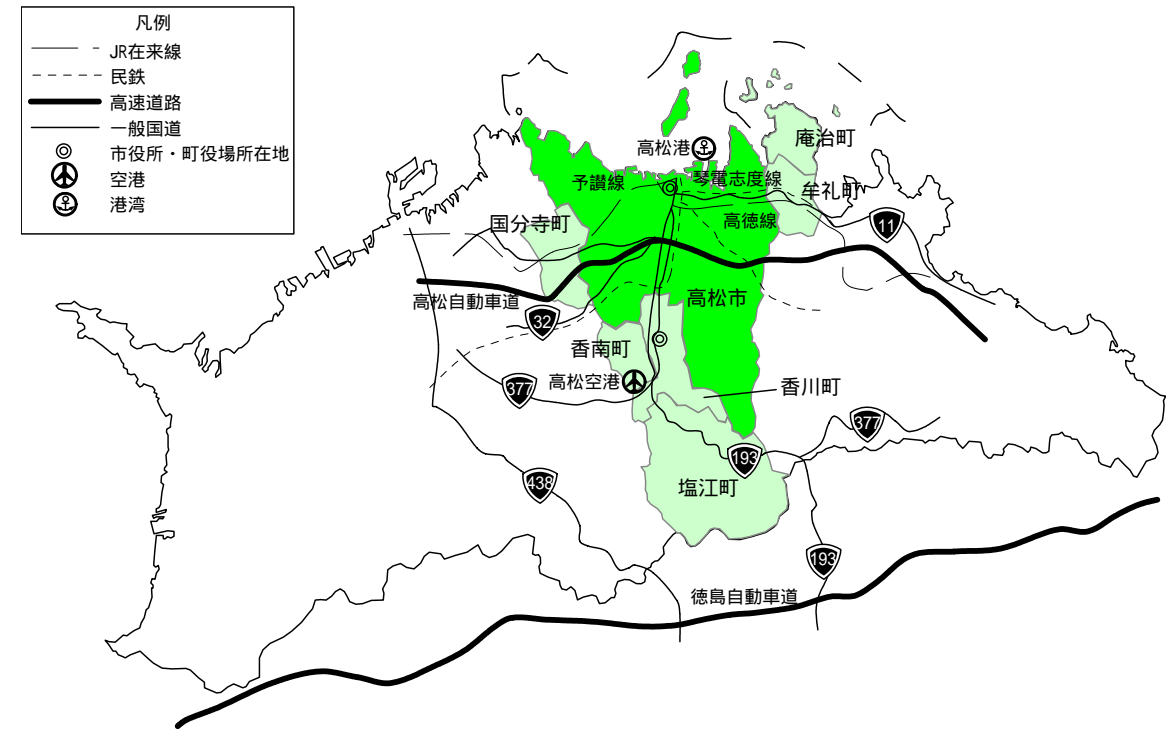 凡例
JR在来線
民鉄
高速道路
一般国道
市役所・町役場所在地
空港
港湾
庵治町
高松港
予讃線
琴電志度線
牟礼町
国分寺町
高徳線
11
高松自動車道
高松市
32
香南町
高松空港
377
香川町
377
193
438
塩江町
193
徳島自動車道